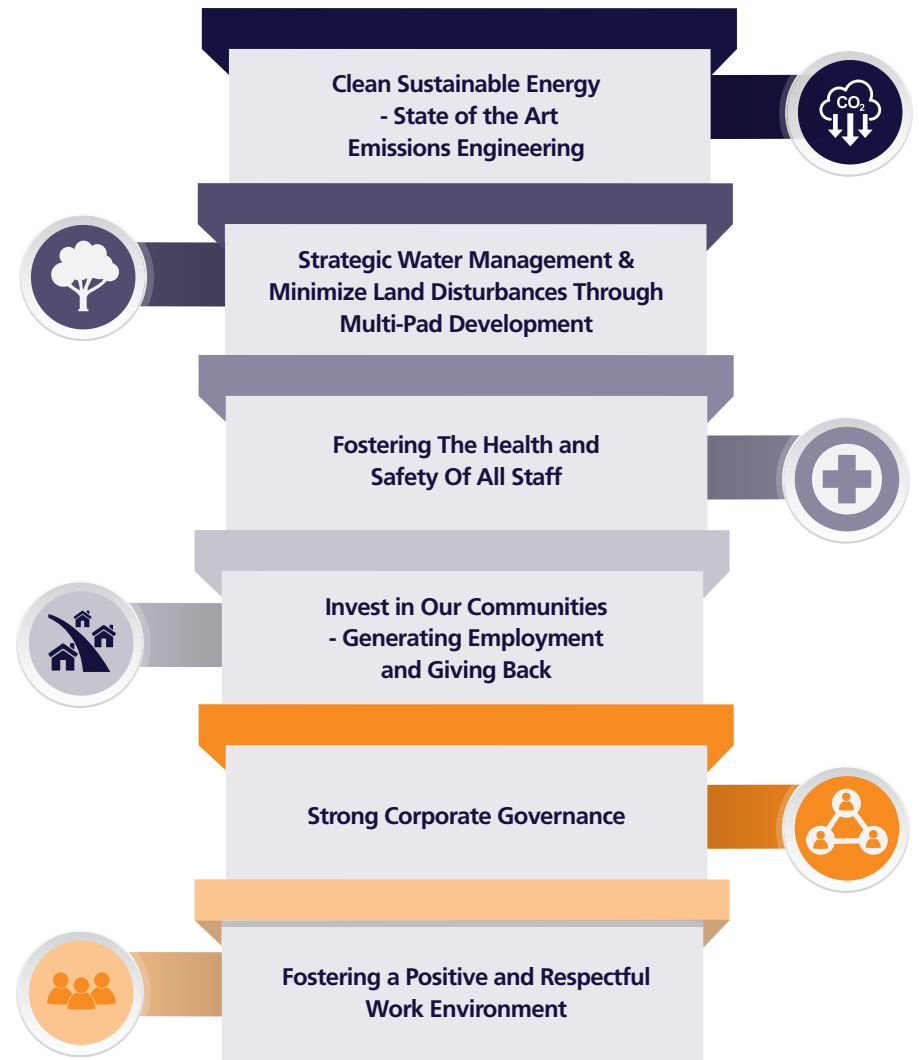 Clean Sustainable Energy
- State of the Art
Emissions Engineering
CO₂
Strategic Water Management &
Minimize Land Disturbances Through
Multi-Pad Development
Fostering The Health and
Safety Of All Staff
Invest in Our Communities
- Generating Employment
and Giving Back
Strong Corporate Governance
Fostering a Positive and Respectful
Work Environment